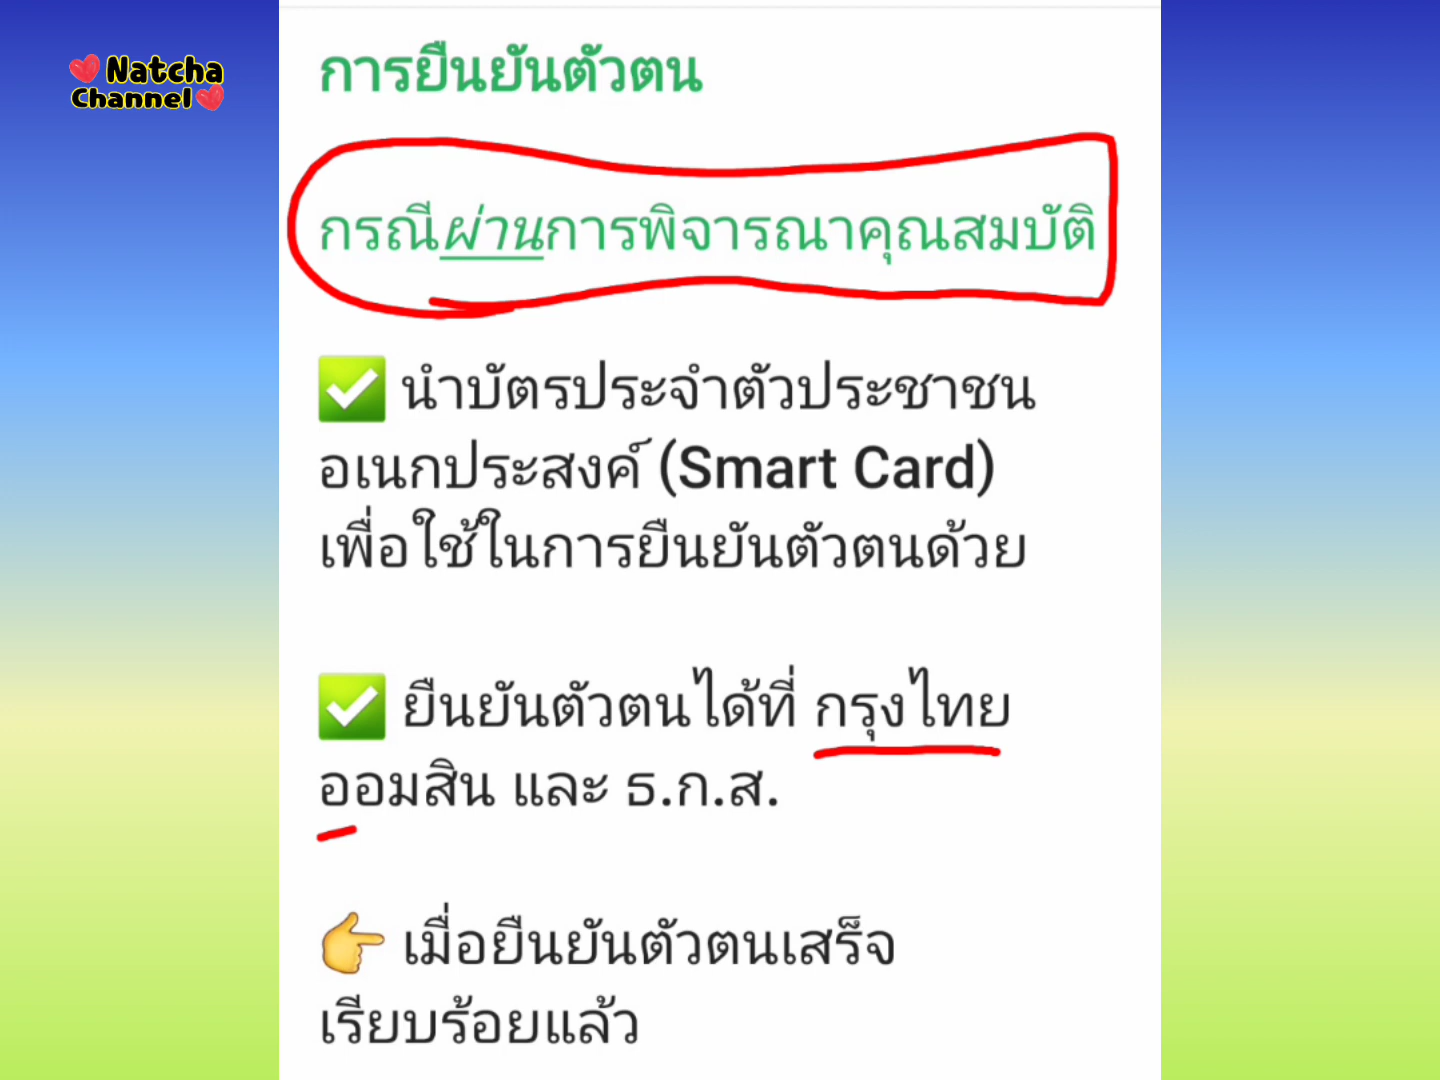 Natcha
Channel
การยืนยันตัวตน
กรณีผ่านการพิจารณาคุณสมบัติ
✅ นำบัตรประจำตัวประชาชน
อเนกประสงค์ (Smart Card)
เพื่อใช้ในการยืนยันตัวตนด้วย
✅ ยืนยันตัวตนได้ที่ กรุงไทย
ออมสิน และ ธ.ก.ส.
👉 เมื่อยืนยันตัวตนเสร็จ
เรียบร้อยแล้ว